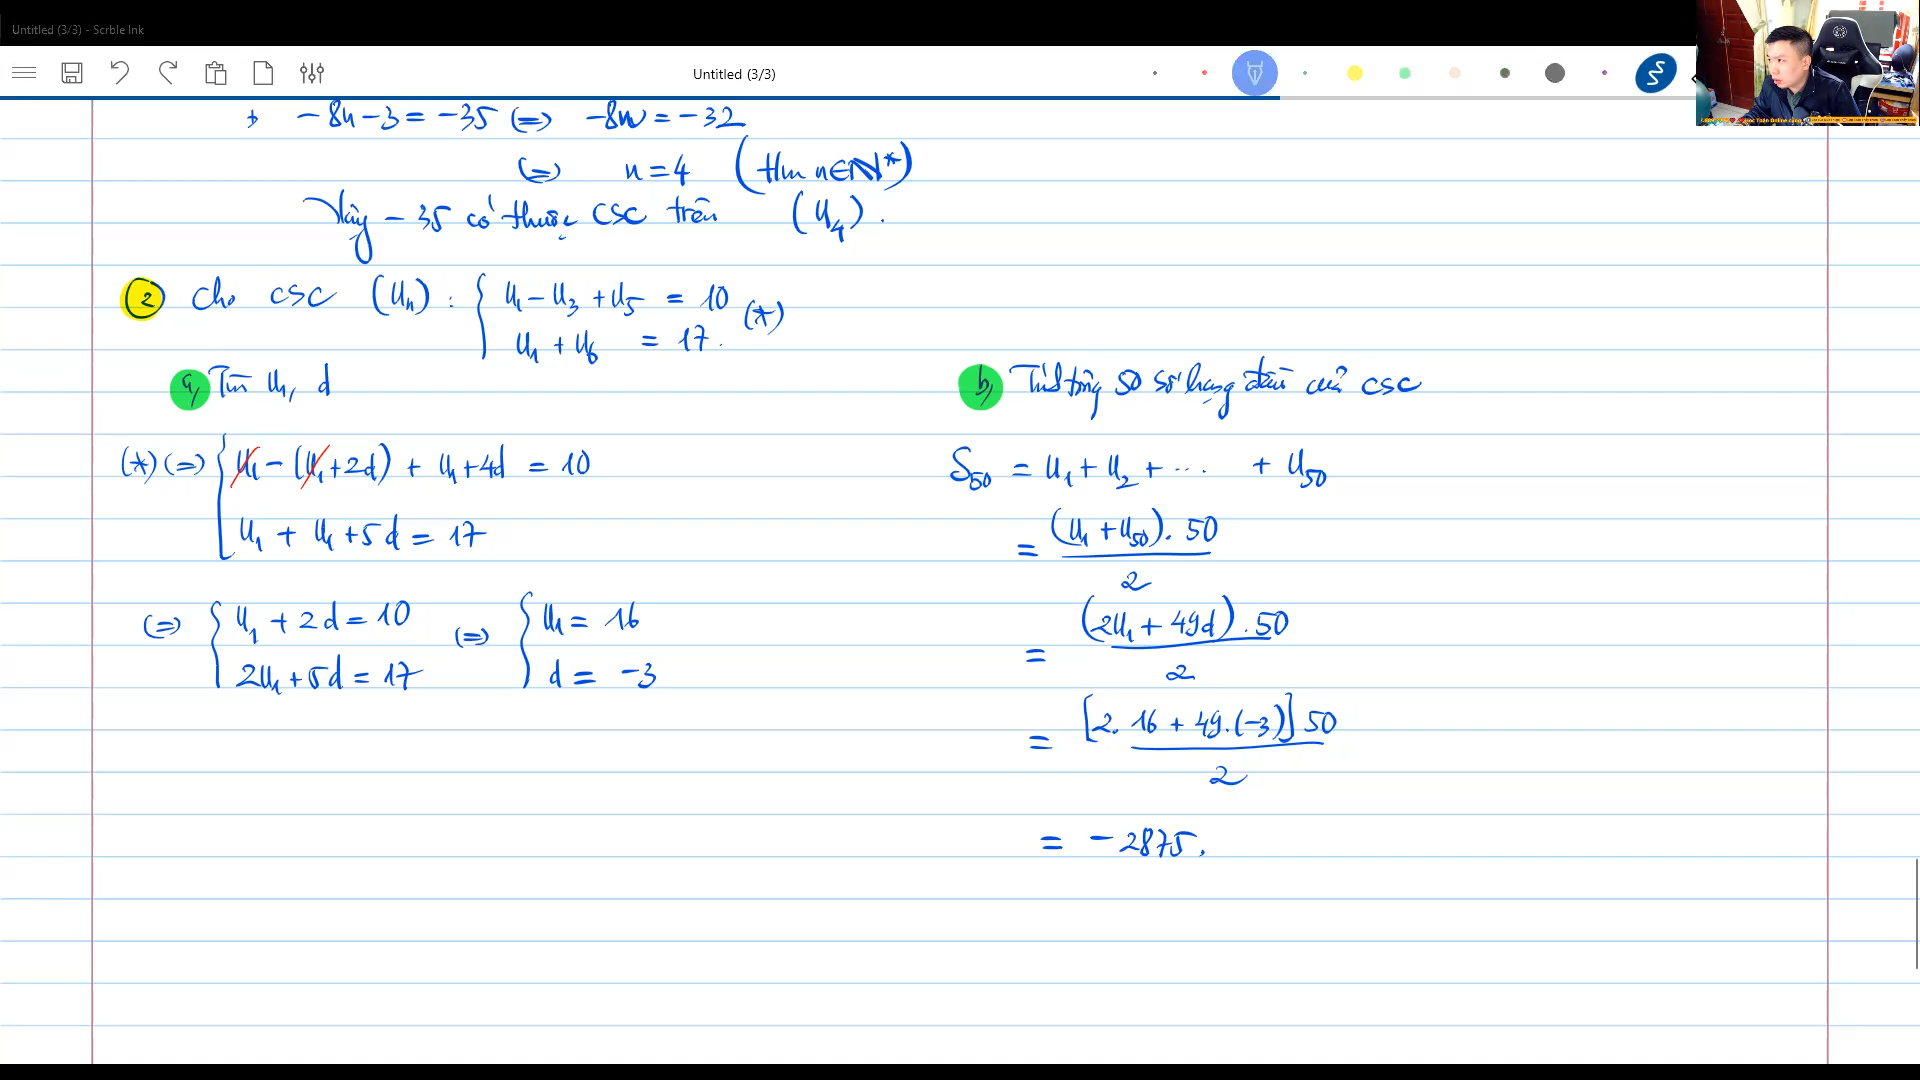 Untitled (3/3) - Scrble Ink
Untitled (3/3)
+ -8n-3 = -35 (=) -8n = -32
(=) n = 4 (t/m n∈N*)
Vậy -35 có thuộc CSC trên (U4).
2 Cho CSC (Un): { U1 - U3 + U5 = 10
U1 + U6 = 17. (*)
a, Tìm U1, d
(*) (=) { U1 - (U1+2d) + U1+4d = 10
U1 + U1 + 5d = 17
(=) { U1 + 2d = 10 (=) { U1 = 16
2U1 + 5d = 17 d = -3
b, Tính tổng 50 số hạng đầu của CSC
S50 = U1 + U2 + ... + U50
= (U1 + U50). 50
2
= (2U1 + 49d).50
2
= [2. 16 + 49.(-3)] 50
2
= -2875.